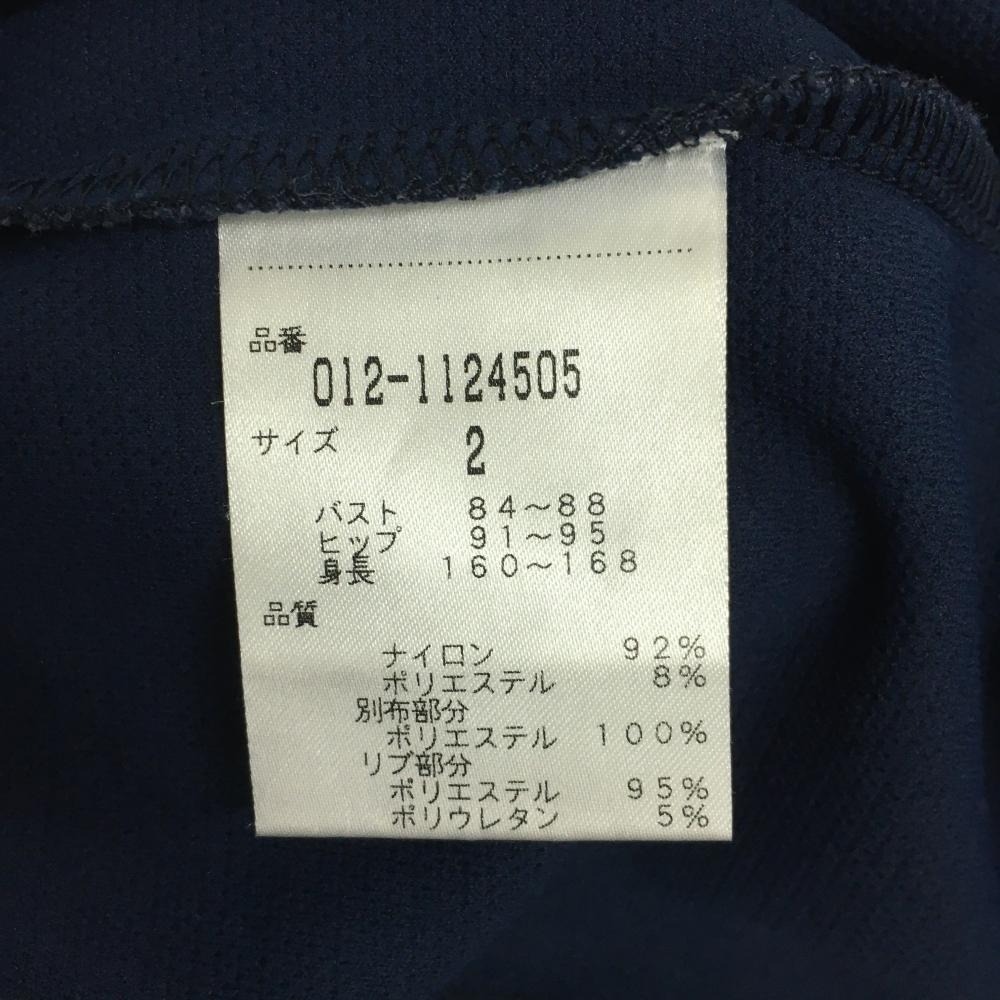 品番
012-1124505
サイズ 2
バスト 84~88
ヒップ 91~95
身長 160~168
品質
ナイロン 92%
ポリエステル 8%
別布部分
ポリエステル 100%
リブ部分
ポリエステル 95%
ポリウレタン 5%